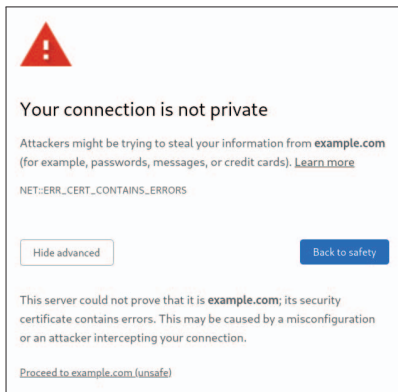 Your connection is not private
Attackers might be trying to steal your information from example.com
(for example, passwords, messages, or credit cards). Learn more
NET::ERR_CERT_CONTAINS_ERRORS
Hide advanced
Back to safety
This server could not prove that it is example.com; its security
certificate contains errors. This may be caused by a misconfiguration
or an attacker intercepting your connection.
Proceed to example.com (unsafe)